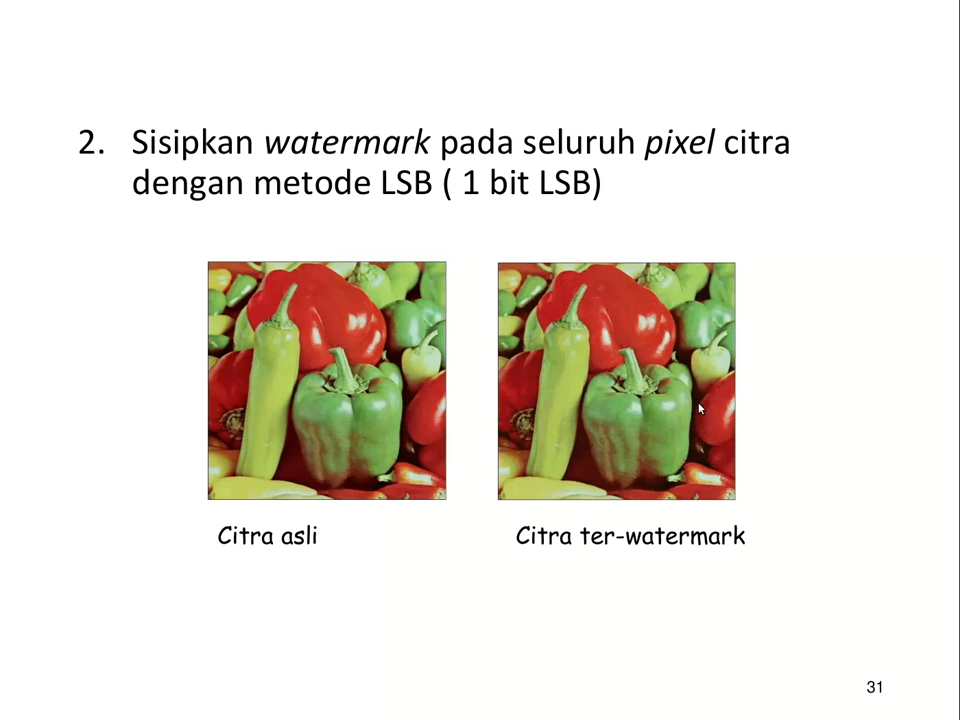 2. Sisipkan watermark pada seluruh pixel citra
dengan metode LSB ( 1 bit LSB)
Citra asli
Citra ter-watermark
31